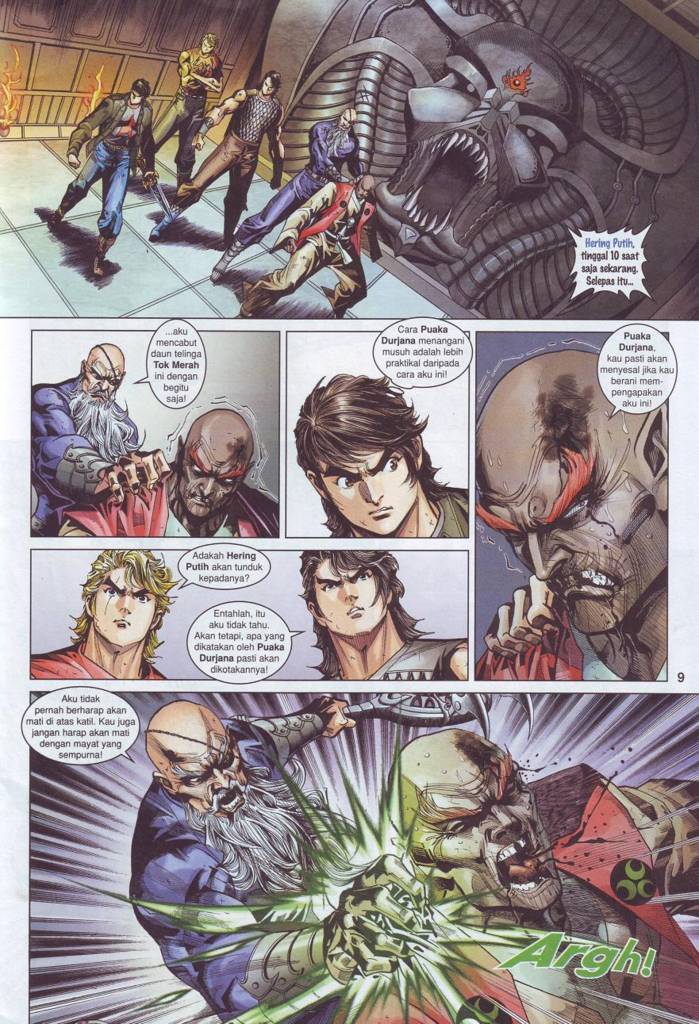 Hering Putih,
tinggal 10 saat
saja sekarang.
Selepas itu...
...aku
mencabut
daun telinga
Tok Merah
ini dengan
begitu
saja!
Cara Puaka
Durjana menangani
musuh adalah lebih
praktikal daripada
cara aku ini!
Puaka
Durjana,
kau pasti akan
menyesal jika kau
berani mem-
pengapakan
aku ini!
Adakah Hering
Putih akan tunduk
kepadanya?
Entahlah, itu
aku tidak tahu.
Akan tetapi, apa yang
dikatakan oleh Puaka
Durjana pasti akan
dikotakannya!
9
Aku tidak
pernah berharap akan
mati di atas katil. Kau juga
jangan harap akan mati
dengan mayat yang
sempurna!
Argh!